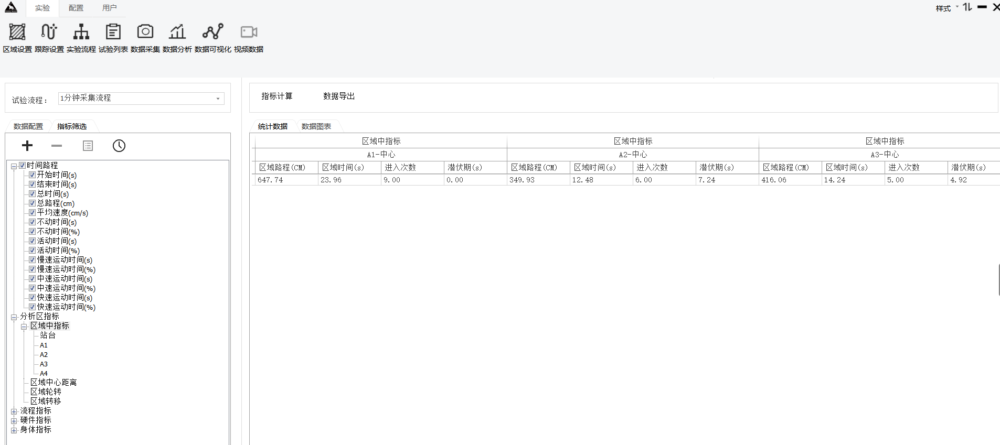 实验 配置 用户 样式
区域设置 跟踪设置 实验流程 试验列表 数据采集 数据分析 数据可视化 视频数据
试验流程： 1分钟采集流程
数据配置 指标筛选
时间路程
开始时间(s)
结束时间(s)
总时间(s)
总路程(cm)
平均速度(cm/s)
不动时间(s)
不动时间(%)
活动时间(s)
活动时间(%)
慢速运动时间(s)
慢速运动时间(%)
中速运动时间(s)
中速运动时间(%)
快速运动时间(s)
快速运动时间(%)
分析区指标
区域中指标
站台
A1
A2
A3
A4
区域中心距离
区域轮转
区域转移
流程指标
硬件指标
身体指标
指标计算 数据导出
统计数据 数据图表
区域中指标 区域中指标 区域中指标
A1-中心 A2-中心 A3-中心
区域路程(CM) 区域时间(s) 进入次数 潜伏期(s) 区域路程(CM) 区域时间(s) 进入次数 潜伏期(s) 区域路程(CM) 区域时间(s) 进入次数 潜伏期(s)
647.74 23.96 9.00 0.00 349.93 12.48 6.00 7.24 416.06 14.24 5.00 4.92